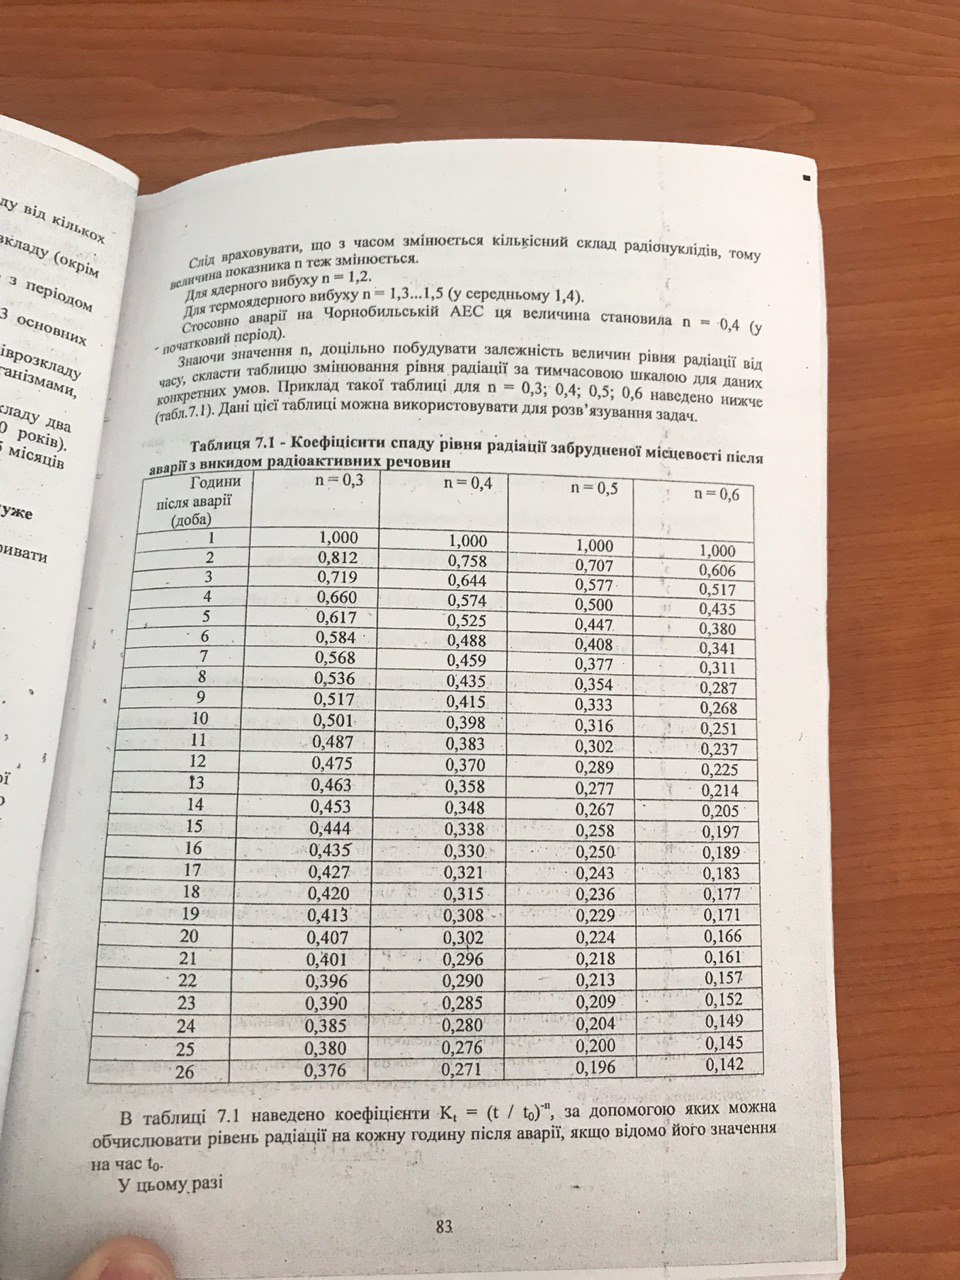 ду від кількох
зкладу (окрім
з періодом
3 основних
іврозкладу
ганізмами,
кладу два
0 років).
5 місяців
уже
ривати
Слід враховувати, що з часом змінюється кількісний склад радіонуклідів, тому
величина показника n теж змінюється.
Для ядерного вибуху n = 1,2.
Для термоядерного вибуху n = 1,3...1,5 (у середньому 1,4).
Стосовно аварії на Чорнобильській АЕС ця величина становила n = 0,4 (у
початковий період).
Знаючи значення n, доцільно побудувати залежність величин рівня радіації від
часу, скласти таблицю змінювання рівня радіації за тимчасовою шкалою для даних
конкретних умов. Приклад такої таблиці для n = 0,3; 0,4; 0,5; 0,6 наведено нижче
(табл.7.1). Дані цієї таблиці можна використовувати для розв’язування задач.
Таблиця 7.1 - Коефіцієнти спаду рівня радіації забрудненої місцевості після
аварії з викидом радіоактивних речовин
Години n = 0,3 n = 0,4 n = 0,5 n = 0,6
після аварії
(доба)
1 1,000 1,000 1,000 1,000
2 0,812 0,758 0,707 0,606
3 0,719 0,644 0,577 0,517
4 0,660 0,574 0,500 0,435
5 0,617 0,525 0,447 0,380
6 0,584 0,488 0,408 0,341
7 0,568 0,459 0,377 0,311
8 0,536 0,435 0,354 0,287
9 0,517 0,415 0,333 0,268
10 0,501 0,398 0,316 0,251
11 0,487 0,383 0,302 0,237
12 0,475 0,370 0,289 0,225
13 0,463 0,358 0,277 0,214
14 0,453 0,348 0,267 0,205
15 0,444 0,338 0,258 0,197
16 0,435 0,330 0,250 0,189
17 0,427 0,321 0,243 0,183
18 0,420 0,315 0,236 0,177
19 0,413 0,308 0,229 0,171
20 0,407 0,302 0,224 0,166
21 0,401 0,296 0,218 0,161
22 0,396 0,290 0,213 0,157
23 0,390 0,285 0,209 0,152
24 0,385 0,280 0,204 0,149
25 0,380 0,276 0,200 0,145
26 0,376 0,271 0,196 0,142
В таблиці 7.1 наведено коефіцієнти Kt = (t / t0)⁻ⁿ, за допомогою яких можна
обчислювати рівень радіації на кожну годину після аварії, якщо відомо його значення
на час t0.
У цьому разі
83